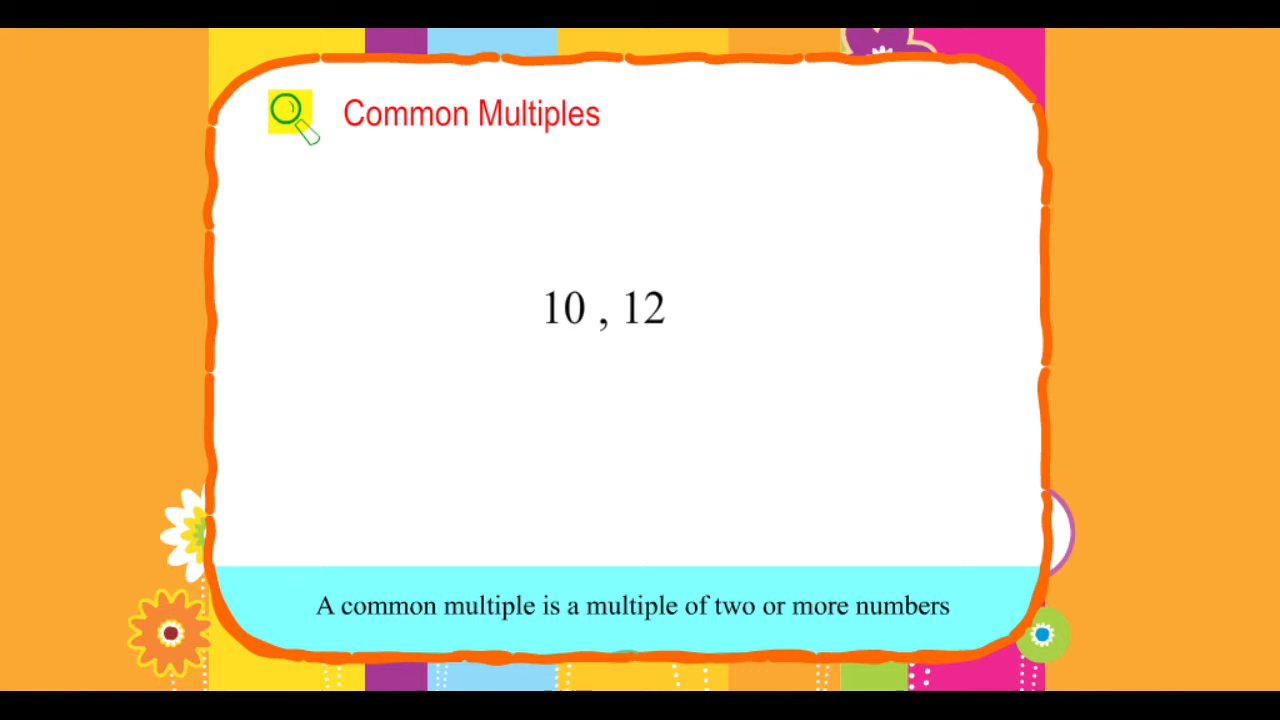 Common Multiples
10 , 12
A common multiple is a multiple of two or more numbers